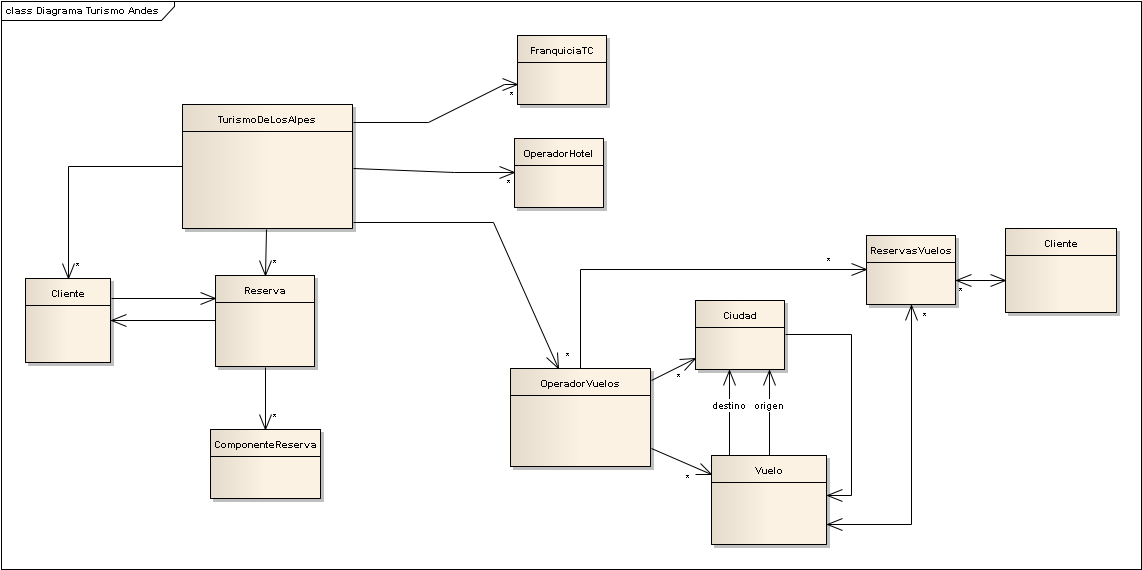 class Diagrama Turismo Andes
FranquiciaTC
*
TurismoDeLosAlpes
OperadorHotel
*
ReservasVuelos
Cliente
*
*
*
*
Cliente
Reserva
*
Ciudad
*
OperadorVuelos
*
destino
origen
*
ComponenteReserva
Vuelo
*